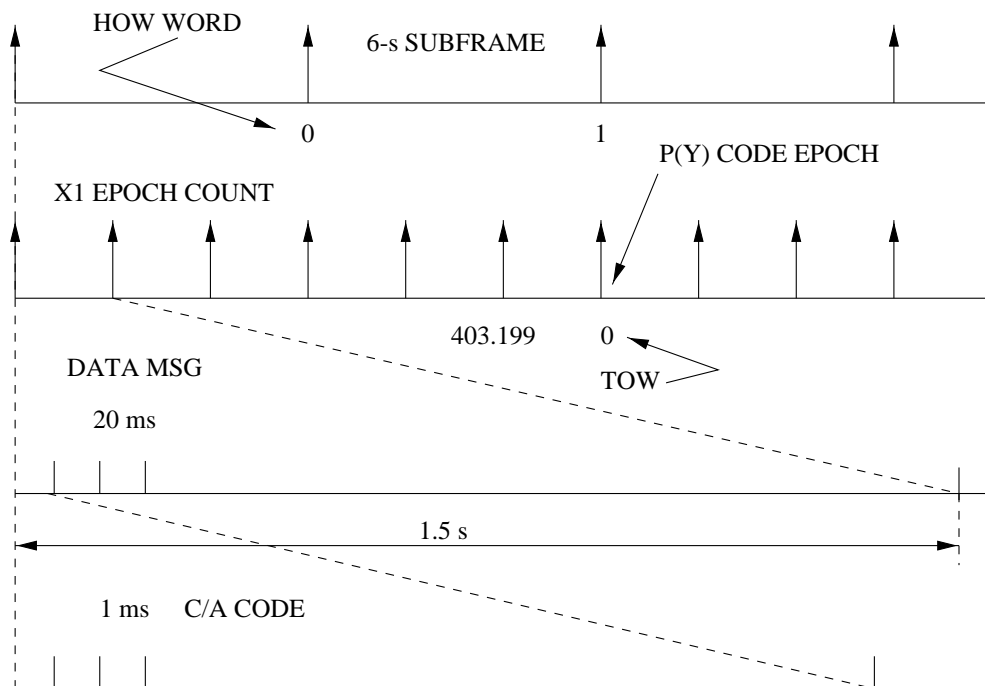 HOW WORD
6-s SUBFRAME
0
1
P(Y) CODE EPOCH
X1 EPOCH COUNT
403.199
0
DATA MSG
TOW
20 ms
1.5 s
1 ms
C/A CODE